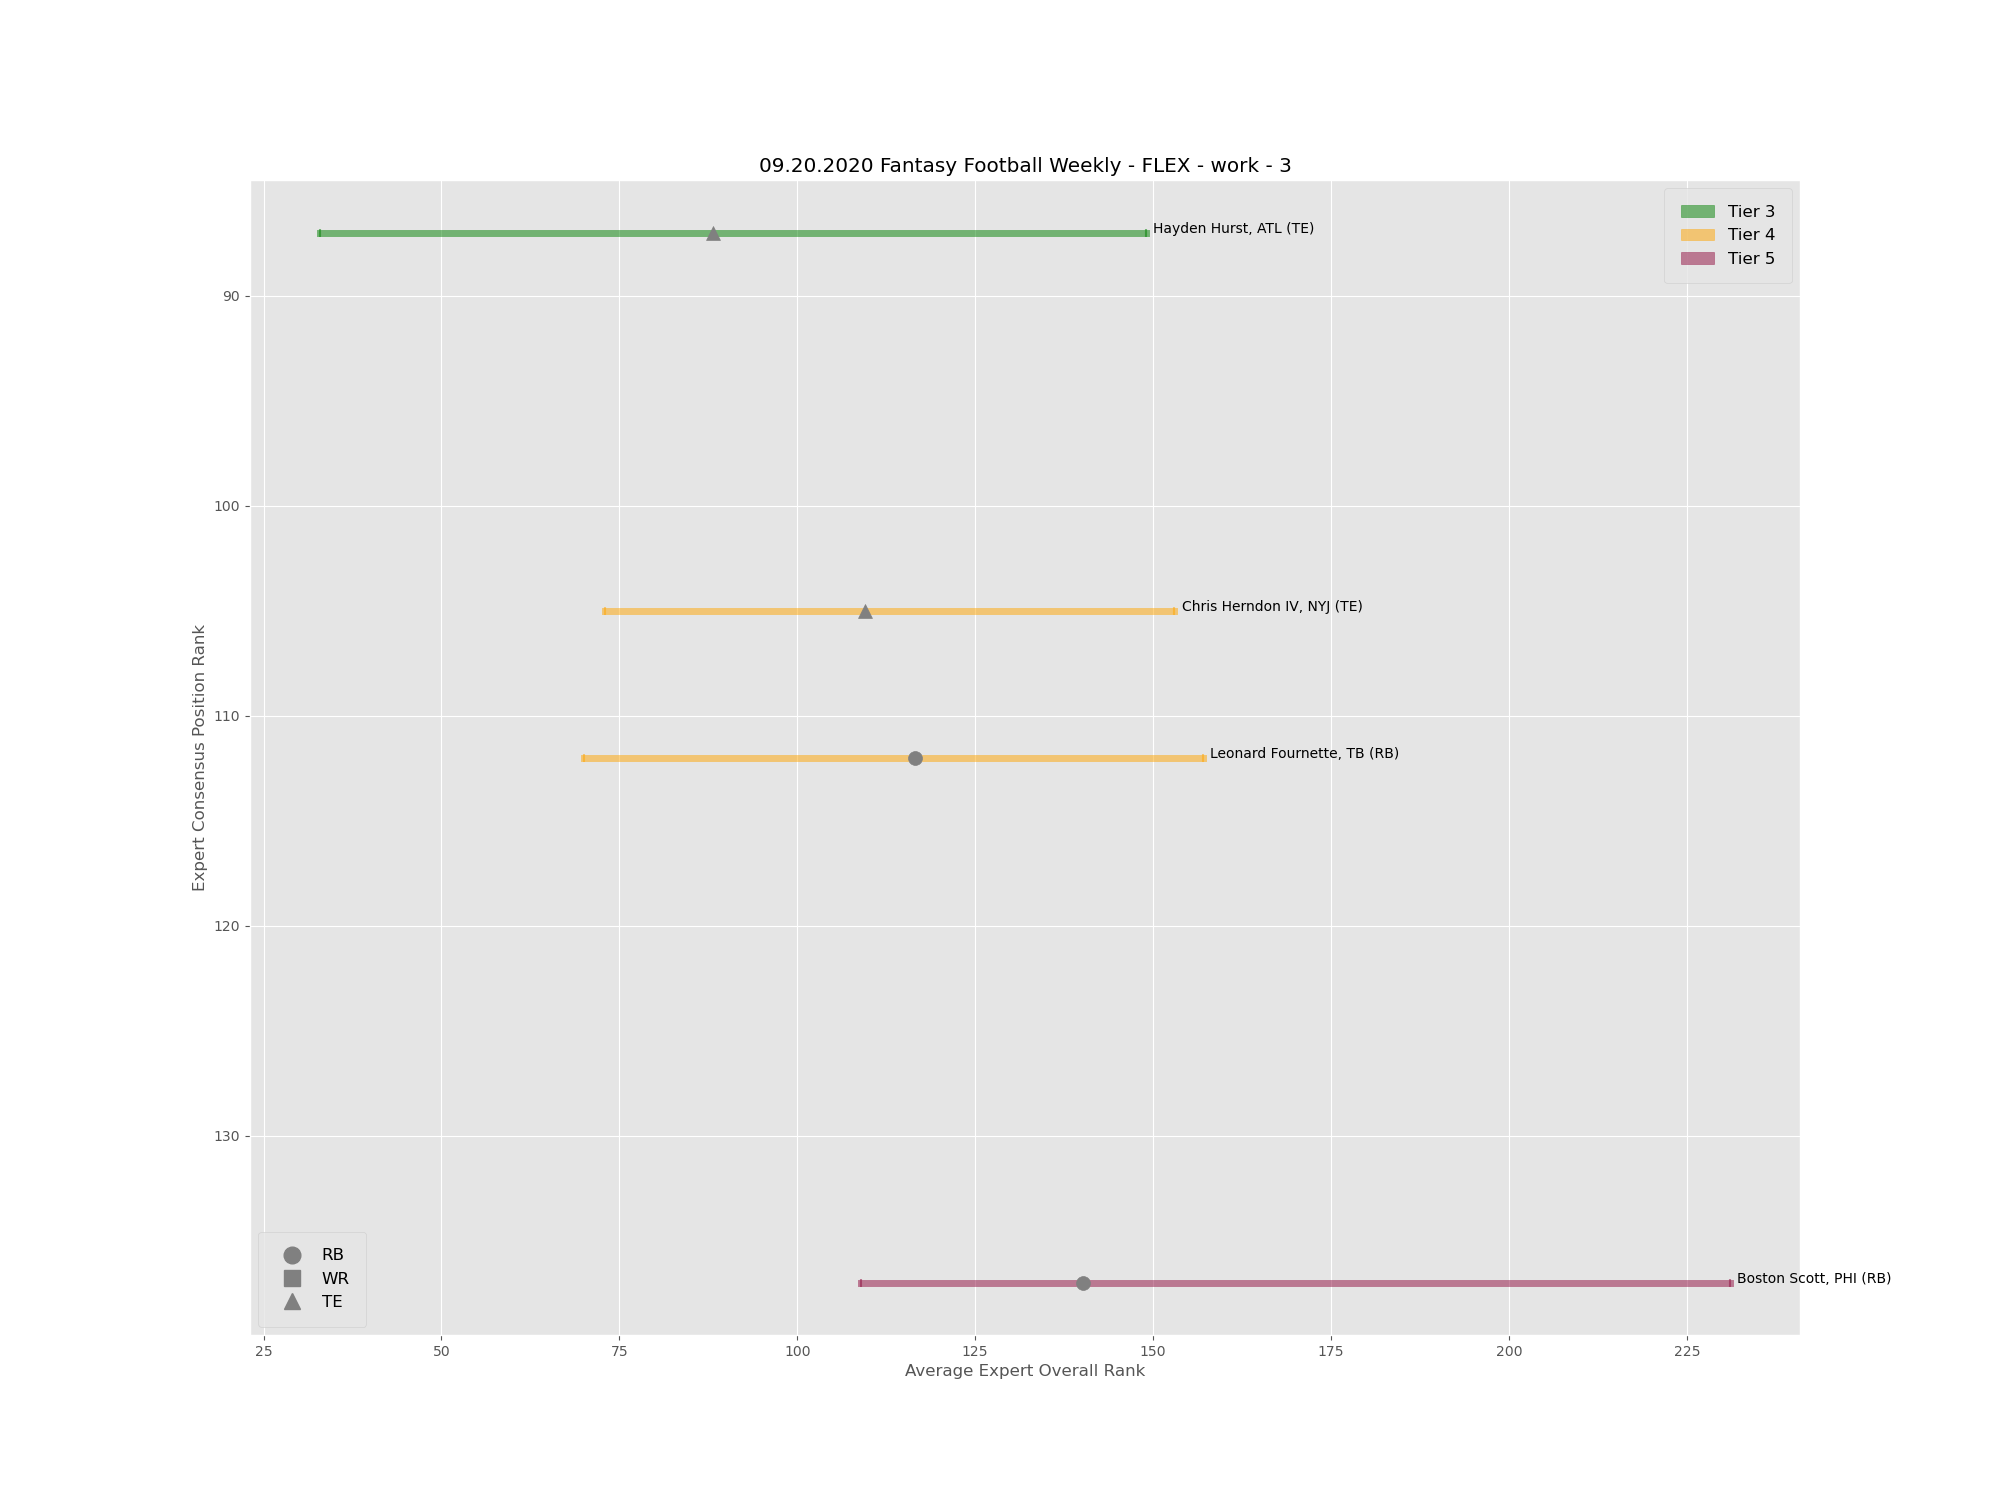 09.20.2020 Fantasy Football Weekly - FLEX - work - 3
Tier 3
Tier 4
Tier 5
Hayden Hurst, ATL (TE)
Chris Herndon IV, NYJ (TE)
Leonard Fournette, TB (RB)
Boston Scott, PHI (RB)
Expert Consensus Position Rank
90
100
110
120
130
RB
WR
TE
25 50 75 100 125 150 175 200 225
Average Expert Overall Rank